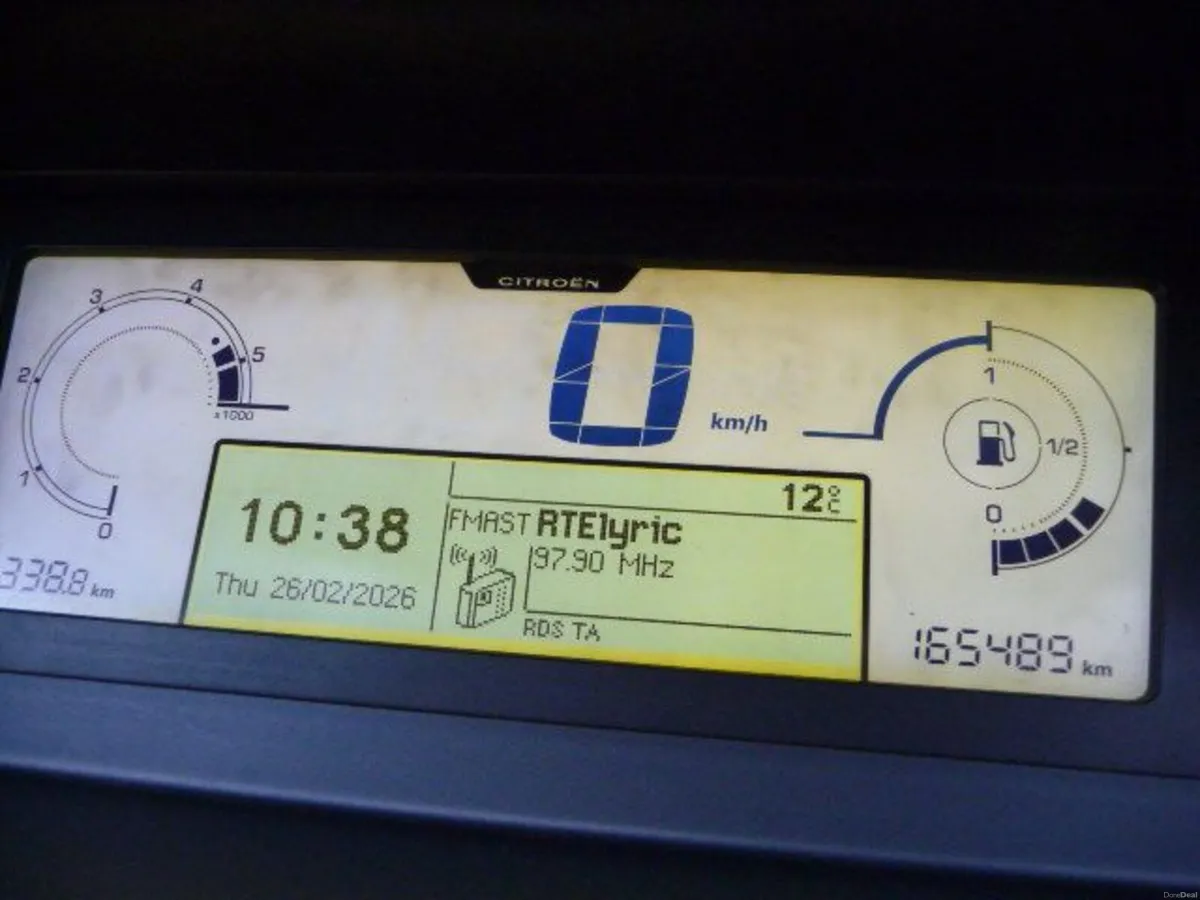 CITROËN
4
3
5
2
x1000
1
0
338.8 km
0 km/h
1
1/2
0
12°C
10:38
FMAST RTElyric
97.90 MHz
Thu 26/02/2026
RDS TA
165489 km
DoneDeal